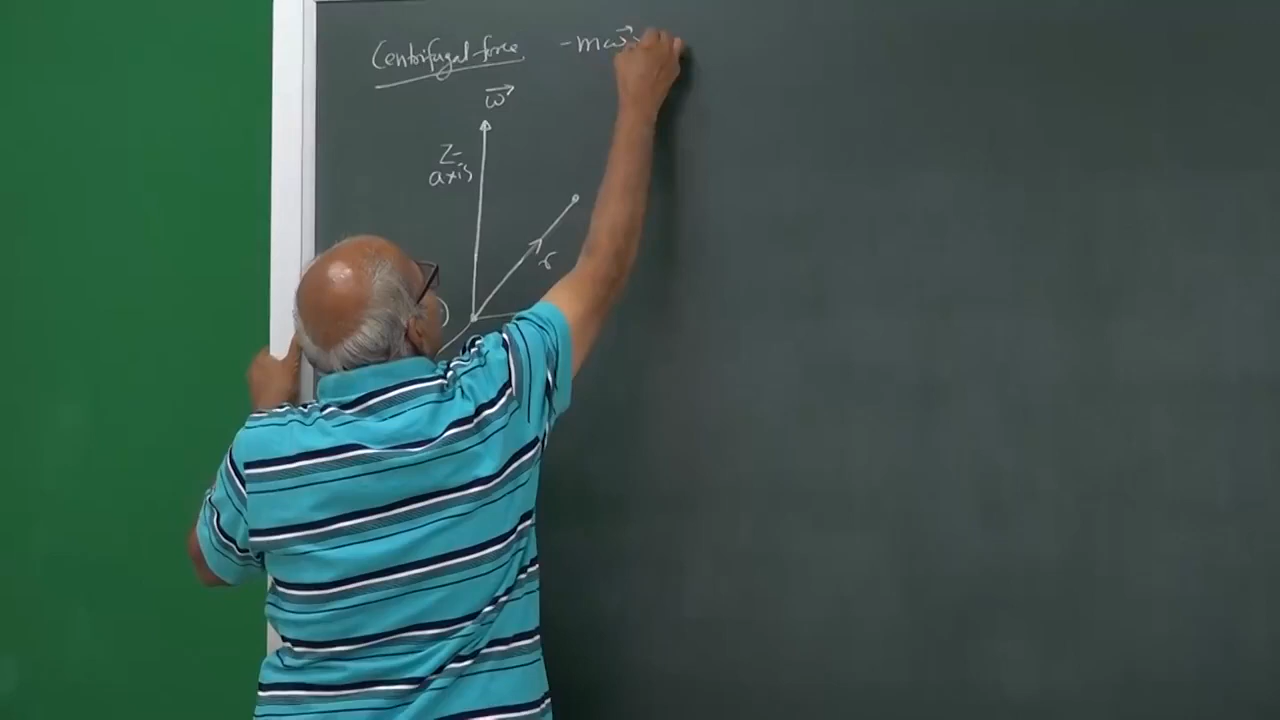 Centrifugal force -mω⃗ ×
ω⃗
Z-
axis
r